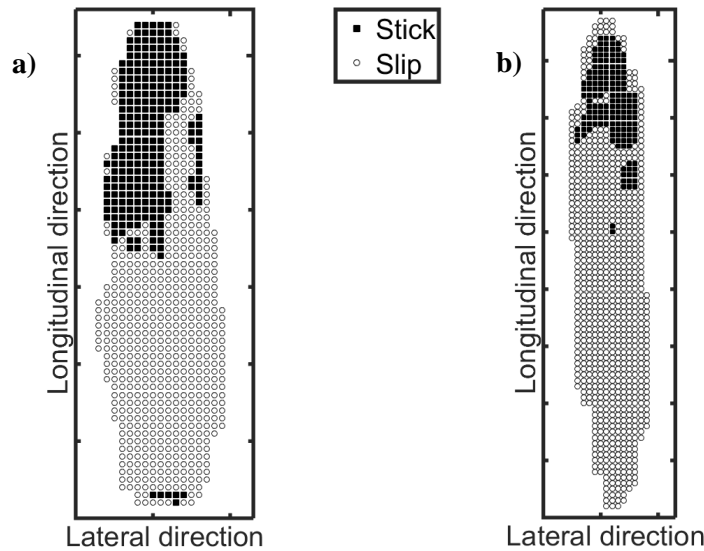 a)
Stick
Slip
b)
Longitudinal direction
Longitudinal direction
Lateral direction
Lateral direction